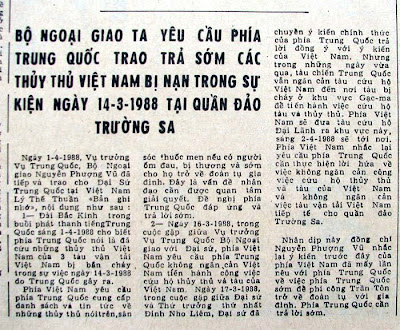 BỘ NGOẠI GIAO TA YÊU CẦU PHÍA
TRUNG QUỐC TRAO TRẢ SỚM CÁC
THỦY THỦ VIỆT NAM BỊ NẠN TRONG SỰ
KIỆN NGÀY 14-3-1988 TẠI QUẦN ĐẢO
TRƯỜNG SA
Ngày 1-4-1988, Vụ trưởng
Vụ Trung Quốc, Bộ Ngoại
giao Nguyễn Phượng Vũ đã
tiếp và trao cho Đại Sứ
Trung Quốc tại Việt Nam
Lý Thế Thuần «Bản ghi
nhớ», nội dung như sau :
1— Đài Bắc Kinh trong
buổi phát thanh tiếng Trung
Quốc sáng 1-4-1988 cho biết
phía Trung Quốc nói là đã
cứu những thủy thủ Việt
Nam của 3 tàu vận tải
Việt Nam bị bắn cháy
trong sự việc ngày 14-3-1988
do Trung Quốc gây ra.
Phía Việt Nam yêu cầu
phía Trung Quốc cung cấp
danh sách và tin tức về
những thủy thủ nói trên, săn
sóc thuốc men nếu có người
ốm đau, bị thương và sớm
cho họ trở về đoàn tụ gia
đình. Đây là vấn đề nhân
đạo cần được quan tâm
giải quyết. Đề nghị phía
Trung Quốc đáp ứng và
trả lời sớm.
2— Ngày 16-3-1988, trong
cuộc gặp giữa Vụ trưởng
Vụ Trung Quốc Bộ Ngoại
giao với Đại sứ, phía Việt
Nam yêu cầu phía Trung
Quốc không ngăn cản Việt
Nam tiến hành công việc
cứu hộ thủy thủ và tàu của
Việt Nam. Ngày 17-3-1988,
trong cuộc gặp giữa Đại sứ
và Thứ trưởng thứ nhất
Đinh Nho Liêm, Đại sứ đã
chuyển ý kiến chính thức
của phía Trung Quốc trả
lời đồng ý với ý kiến
của Việt Nam. Nhưng
trong những ngày vừa
qua, tàu chiến Trung Quốc
vẫn ngăn cản tàu cứu hộ
Việt Nam đến nơi tàu bị
cháy ở khu vực Gạc-ma
để tiến hành việc cứu hộ
tàu và thủy thủ. Phía Việt
Nam sẽ đưa tàu cứu hộ
Đại Lãnh ra khu vực này,
sáng 2-4-1988 sẽ tới nơi.
Phía Việt Nam nhắc lại
yêu cầu phía Trung Quốc
cần thực hiện lời hứa về
việc không ngăn cản công
việc cứu hộ thủy thủ
và tàu của Việt Nam
và không ngăn cản
việc tàu vận tải Việt Nam
tiếp tế cho quần đảo
Trường Sa.
Nhân dịp này đồng chí
Nguyễn Phượng Vũ nhắc
lại ý kiến trước đây của
phía Việt Nam đã mấy lần
nêu với phía Trung Quốc
về việc phía Trung Quốc
sớm để phi công Trần Tôn
trở về đoàn tụ với gia
đình. Phía Trung Quốc cần
trả lời sớm.